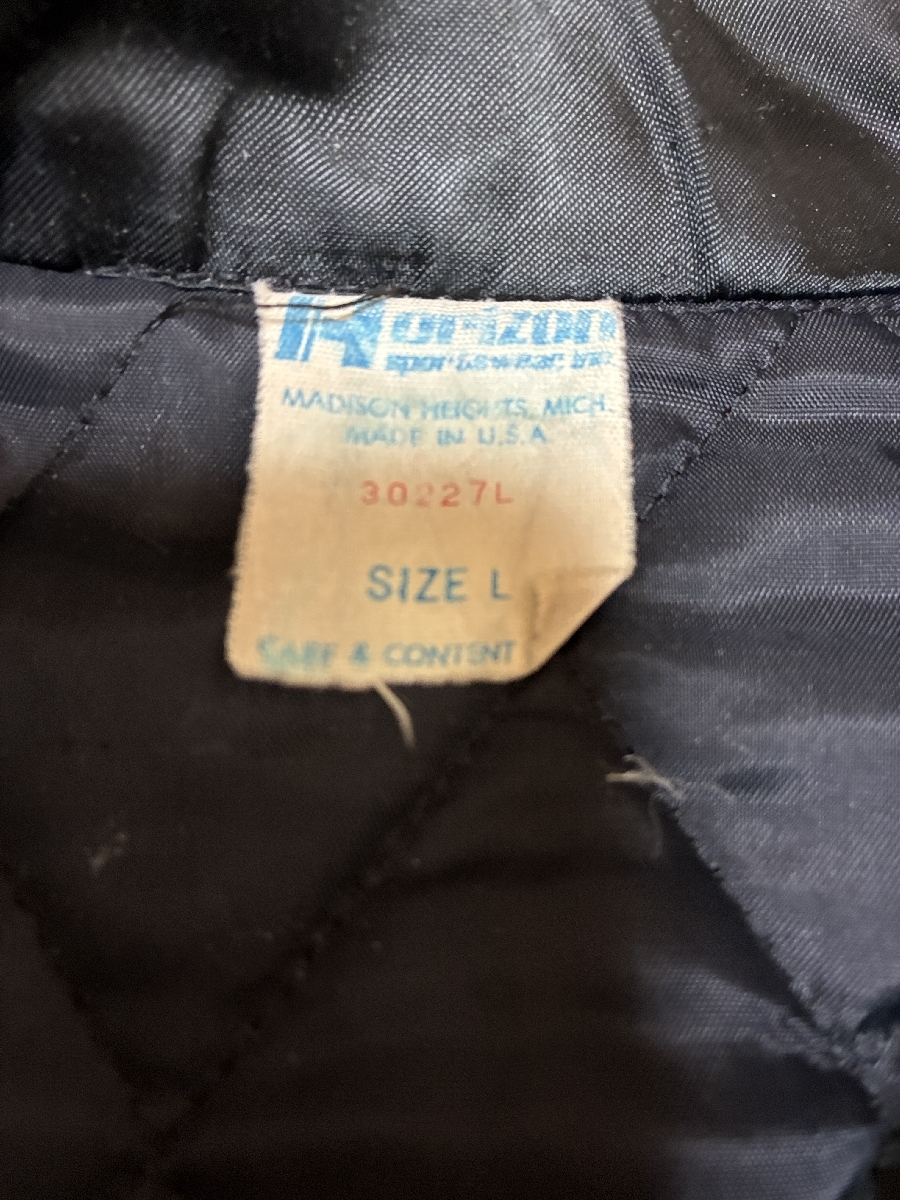 Horizon
sportswear, inc.
MADISON HEIGHTS, MICH.
MADE IN U.S.A.
30227L
SIZE L
CARE & CONTENT